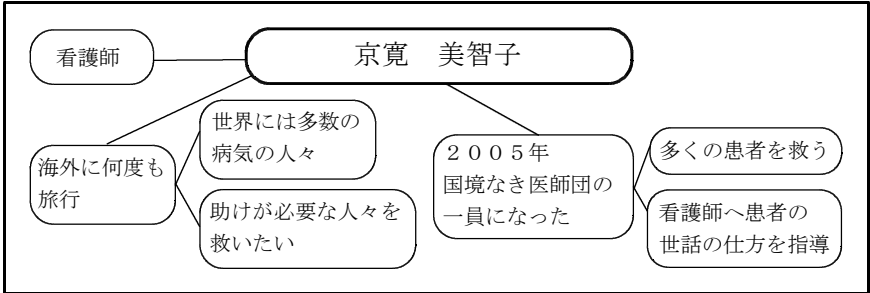 看護師
京寛　美智子
海外に何度も
旅行
世界には多数の
病気の人々
助けが必要な人々を
救いたい
２００５年
国境なき医師団の
一員になった
多くの患者を救う
看護師へ患者の
世話の仕方を指導